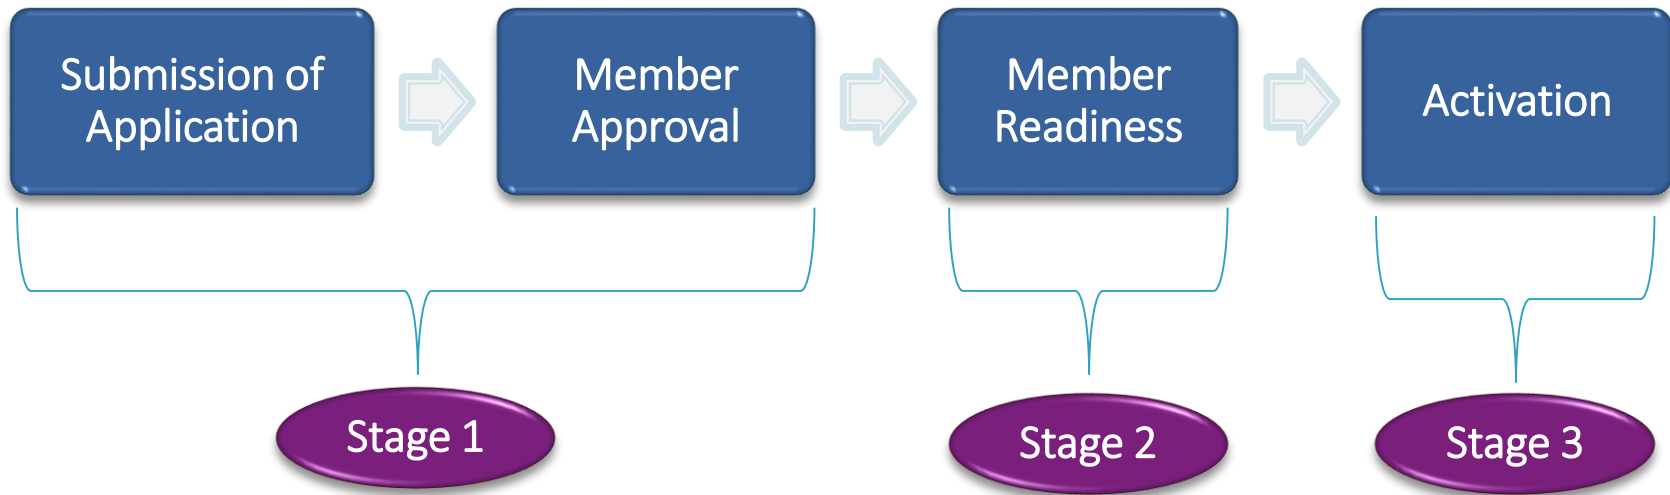 Submission of
Application
Member
Approval
Member
Readiness
Activation
Stage 1
Stage 2
Stage 3